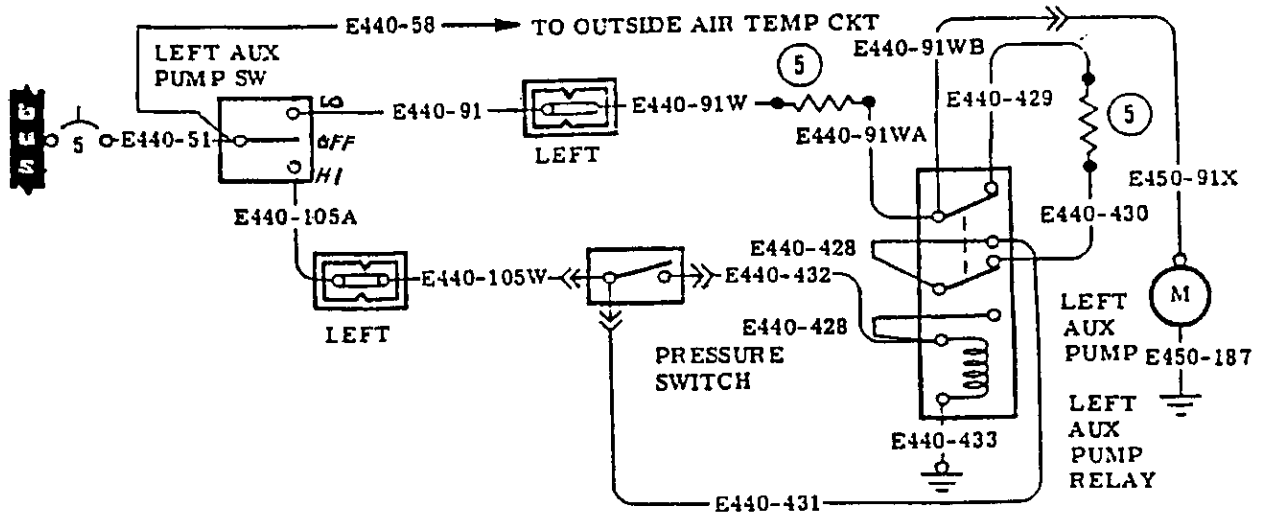 E440-58
TO OUTSIDE AIR TEMP CKT
LEFT AUX
PUMP SW
5
E440-91WB
LO
E440-91
E440-91W
E440-429
5
5
E440-51
OFF
LEFT
E440-91WA
HI
E450-91X
E440-105A
E440-430
E440-428
E440-105W
E440-432
M
LEFT
E440-428
LEFT
AUX
PUMP
E450-187
PRESSURE
SWITCH
LEFT
AUX
PUMP
RELAY
E440-433
E440-431